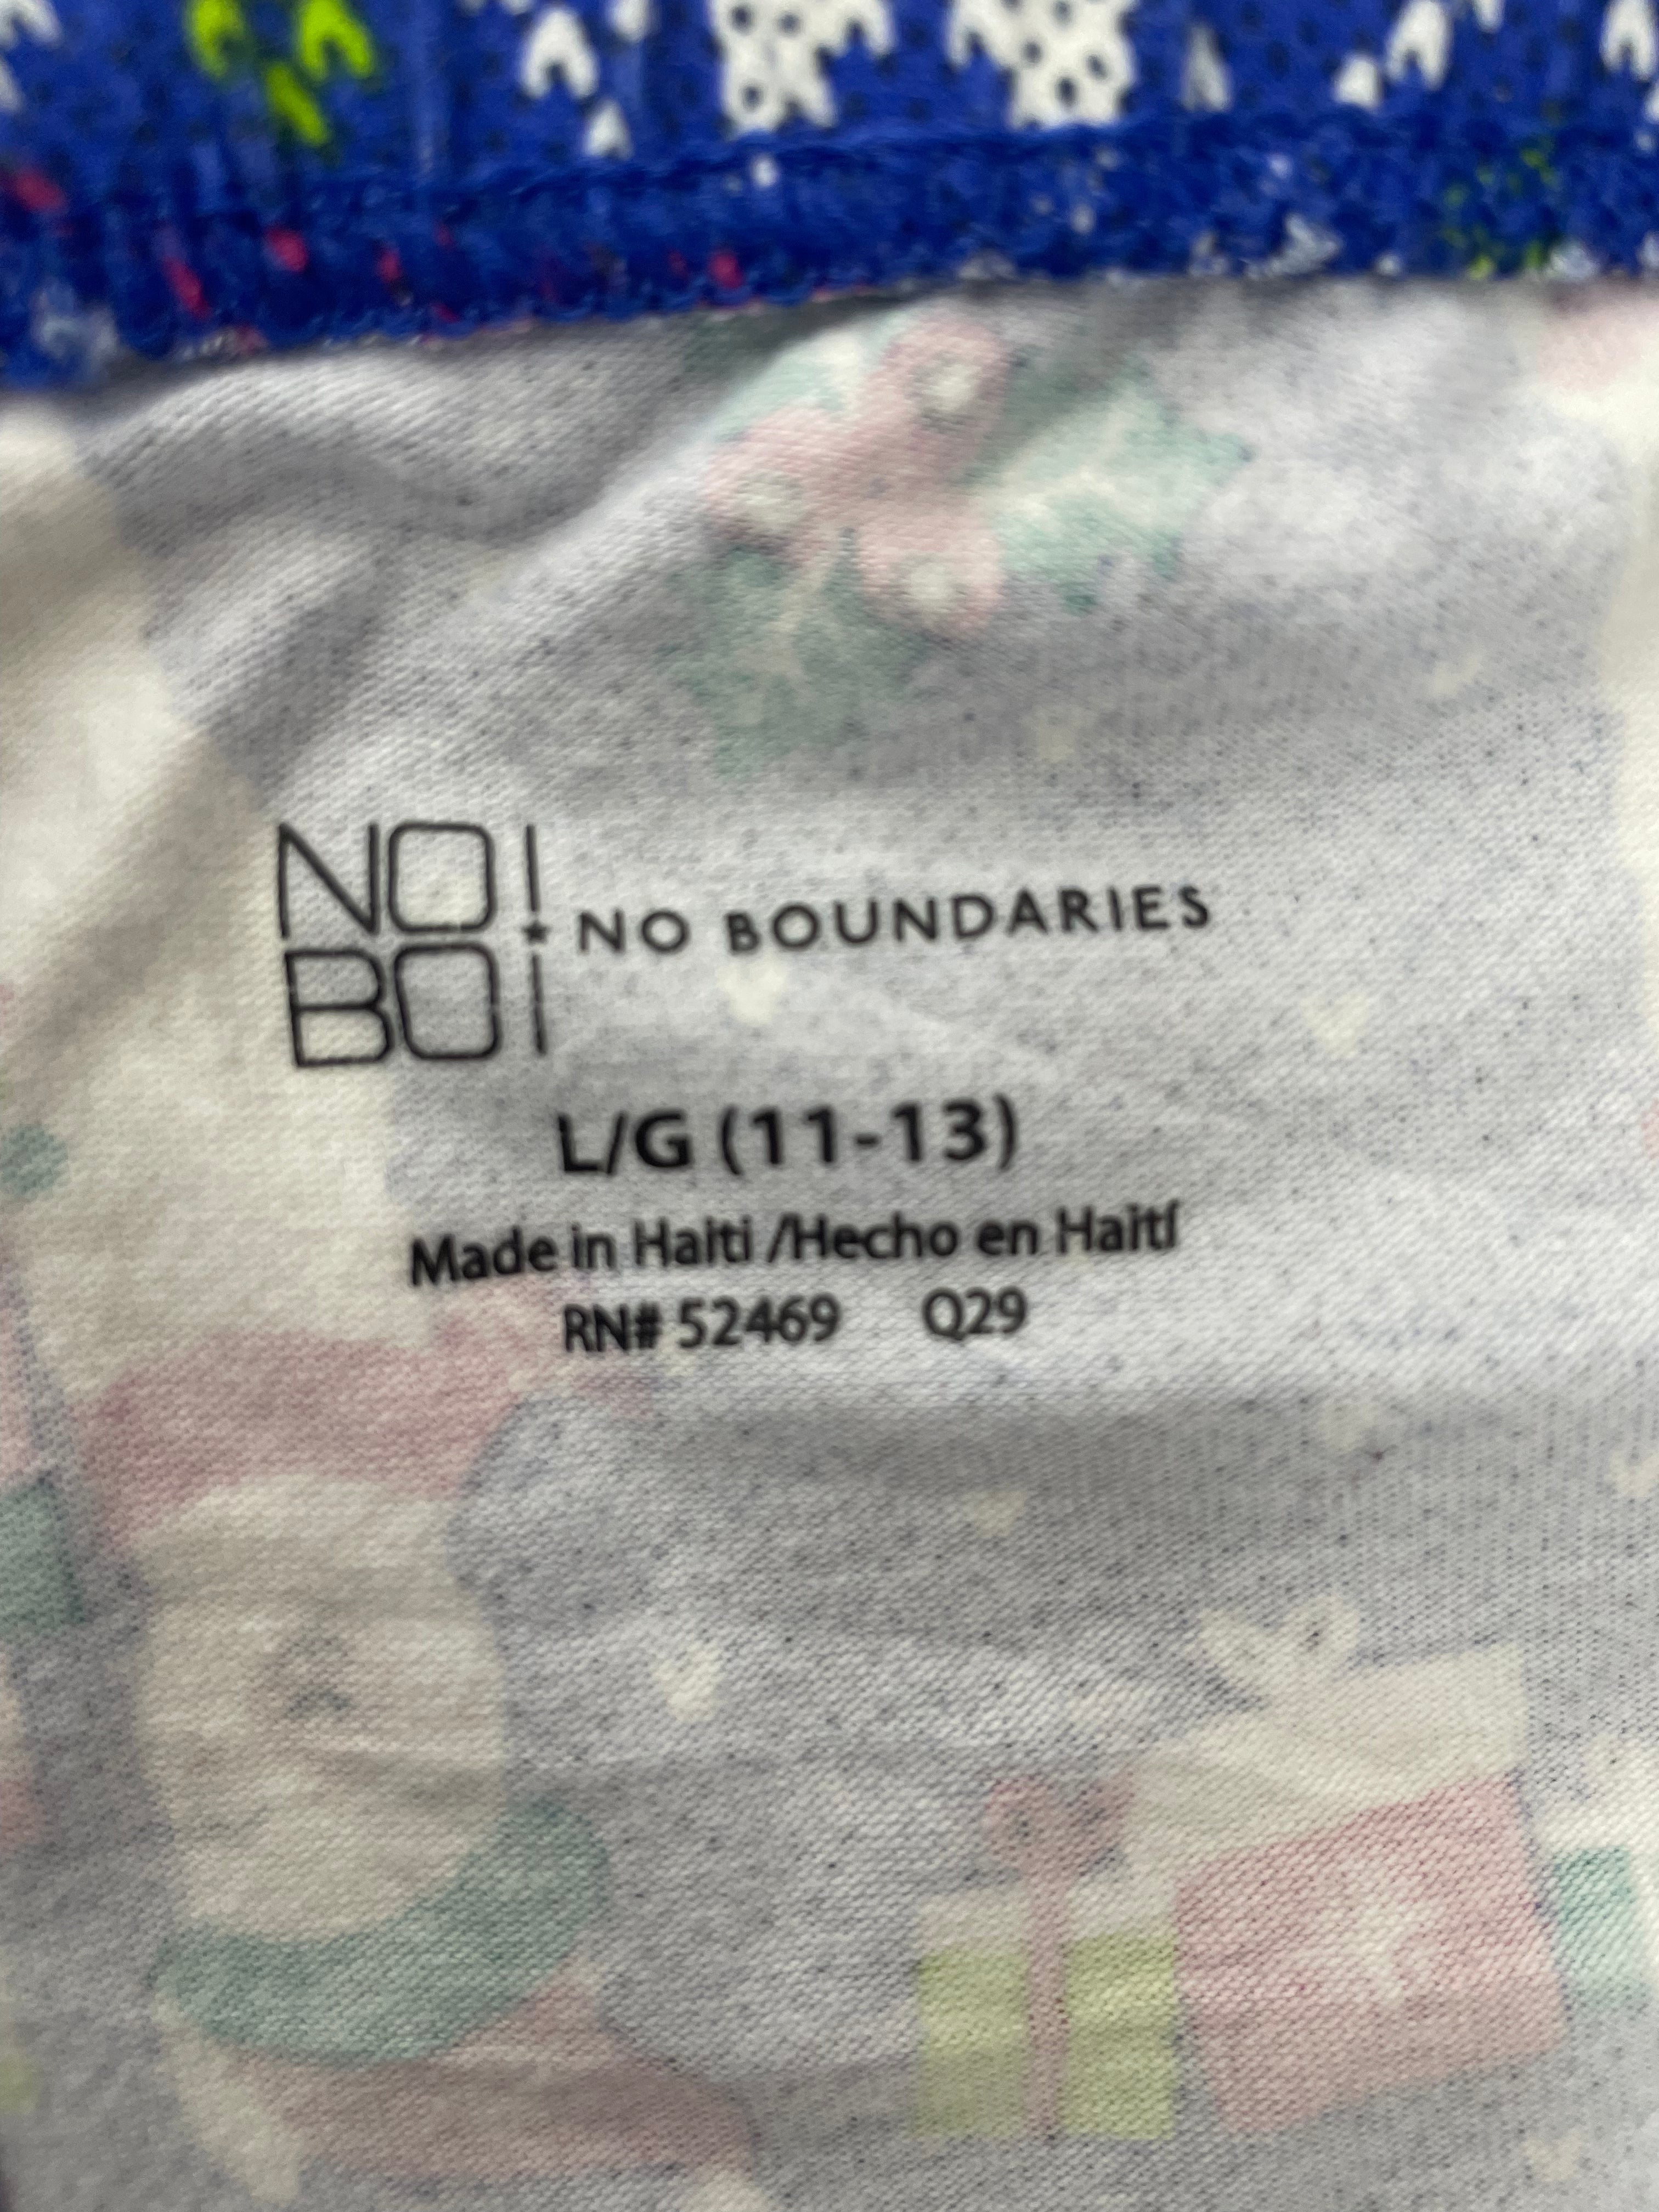 NO!
BO!
NO BOUNDARIES
L/G (11-13)
Made in Haiti /Hecho en Haití
RN# 52469 Q29